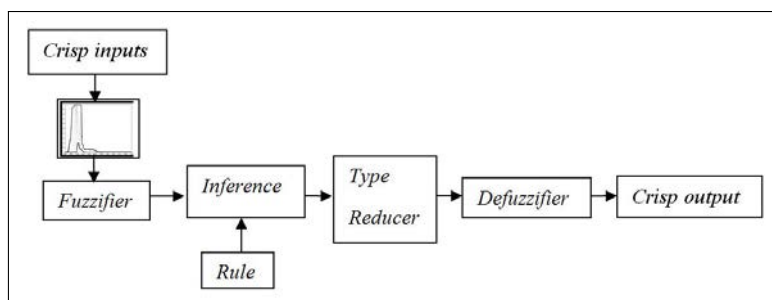 Crisp inputs
Fuzzifier
Inference
Rule
Type
Reducer
Defuzzifier
Crisp output